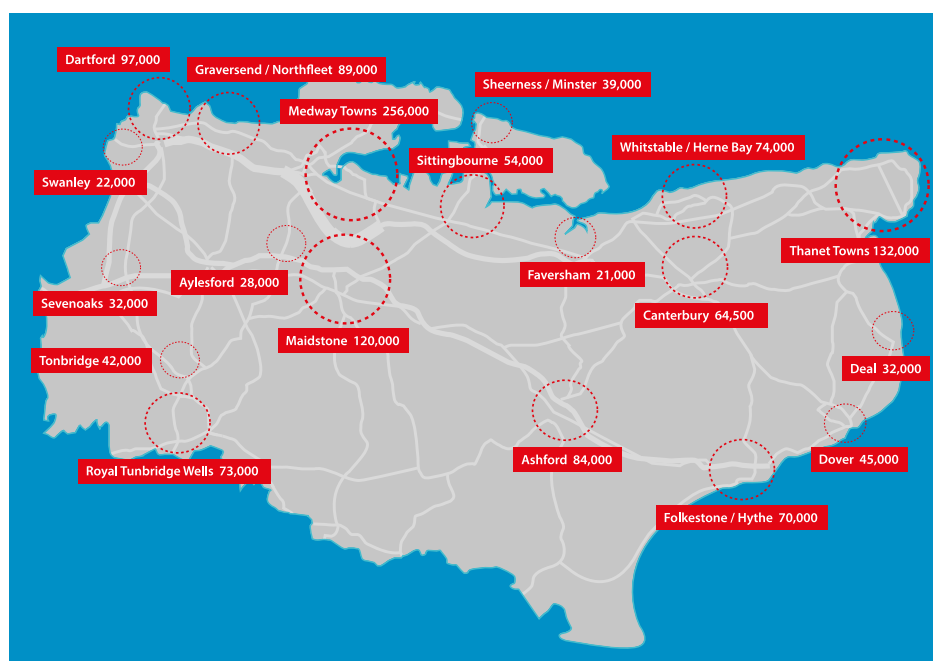 Dartford 97,000
Graversend / Northfleet 89,000
Sheerness / Minster 39,000
Medway Towns 256,000
Whitstable / Herne Bay 74,000
Sittingbourne 54,000
Swanley 22,000
Thanet Towns 132,000
Faversham 21,000
Aylesford 28,000
Sevenoaks 32,000
Canterbury 64,500
Maidstone 120,000
Tonbridge 42,000
Deal 32,000
Ashford 84,000
Dover 45,000
Royal Tunbridge Wells 73,000
Folkestone / Hythe 70,000